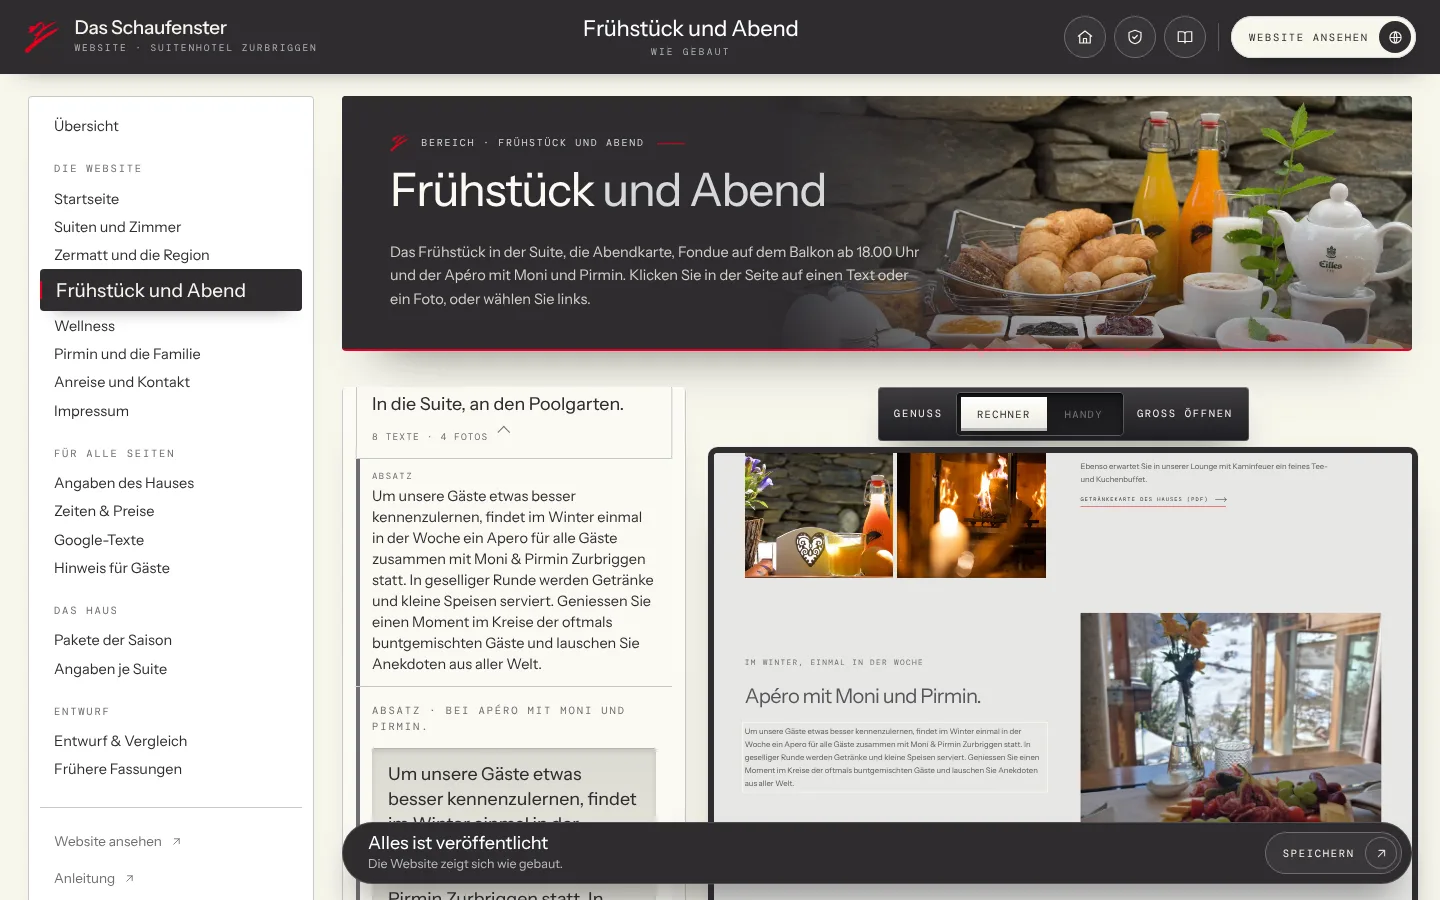 Das Schaufenster
WEBSITE · SUITENHOTEL ZURBRIGGEN
Frühstück und Abend
WIE GEBAUT
WEBSITE ANSEHEN
Übersicht
DIE WEBSITE
Startseite
Suiten und Zimmer
Zermatt und die Region
Frühstück und Abend
Wellness
Pirmin und die Familie
Anreise und Kontakt
Impressum
FÜR ALLE SEITEN
Angaben des Hauses
Zeiten & Preise
Google-Texte
Hinweis für Gäste
DAS HAUS
Pakete der Saison
Angaben je Suite
ENTWURF
Entwurf & Vergleich
Frühere Fassungen
Website ansehen
Anleitung
BEREICH · FRÜHSTÜCK UND ABEND
Frühstück und Abend
Das Frühstück in der Suite, die Abendkarte, Fondue auf dem Balkon ab 18.00 Uhr
und der Apéro mit Moni und Pirmin. Klicken Sie in der Seite auf einen Text oder
ein Foto, oder wählen Sie links.
Eilles
In die Suite, an den Poolgarten.
8 TEXTE · 4 FOTOS
ABSATZ
Um unsere Gäste etwas besser
kennenzulernen, findet im Winter einmal
in der Woche ein Apero für alle Gäste
zusammen mit Moni & Pirmin Zurbriggen
statt. In geselliger Runde werden Getränke
und kleine Speisen serviert. Geniessen Sie
einen Moment im Kreise der oftmals
buntgemischten Gäste und lauschen Sie
Anekdoten aus aller Welt.
ABSATZ · BEI APÉRO MIT MONI UND
PIRMIN.
Um unsere Gäste etwas
besser kennenzulernen, findet
im Winter einmal in der
Pirmin Zurbriggen statt. In
GENUSS
RECHNER
HANDY
GROSS ÖFFNEN
Ebenso erwartet Sie in unserer Lounge mit Kaminfeuer ein feines Tee-
und Kuchenbuffet.
GETRÄNKEKARTE DES HAUSES (PDF)
IM WINTER, EINMAL IN DER WOCHE
Apéro mit Moni und Pirmin.
Um unsere Gäste etwas besser kennenzulernen, findet im Winter einmal in der
Woche ein Apero für alle Gäste zusammen mit Moni & Pirmin Zurbriggen statt. In
geselliger Runde werden Getränke und kleine Speisen serviert. Geniessen Sie einen
Moment im Kreise der oftmals buntgemischten Gäste und lauschen Sie Anekdoten
aus aller Welt.
Alles ist veröffentlicht
Die Website zeigt sich wie gebaut.
SPEICHERN